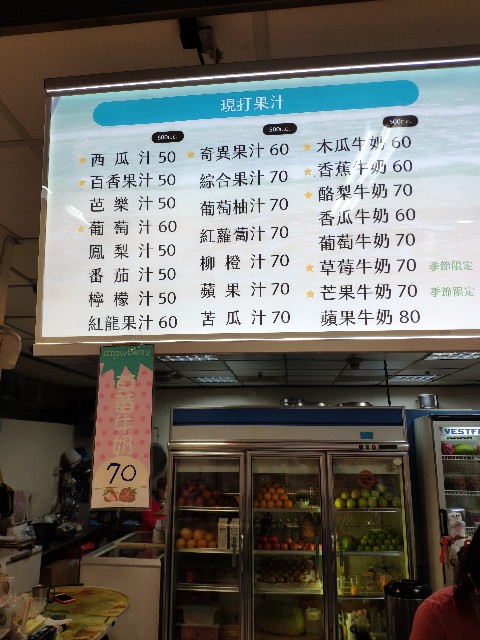 現打果汁
500c.c.
★西瓜汁 50
★百香果汁 50
芭樂汁 50
★葡萄汁 60
鳳梨汁 50
番茄汁 50
檸檬汁 50
紅龍果汁 60
500c.c.
★奇異果汁 60
綜合果汁 70
葡萄柚汁 70
紅蘿蔔汁 70
柳橙汁 70
蘋果汁 70
苦瓜汁 70
500c.c.
★木瓜牛奶 60
★香蕉牛奶 60
★酪梨牛奶 70
香瓜牛奶 60
葡萄牛奶 70
★草莓牛奶 70 季節限定
★芒果牛奶 70 季節限定
蘋果牛奶 80
strawberry
草莓牛奶
70
VESTF